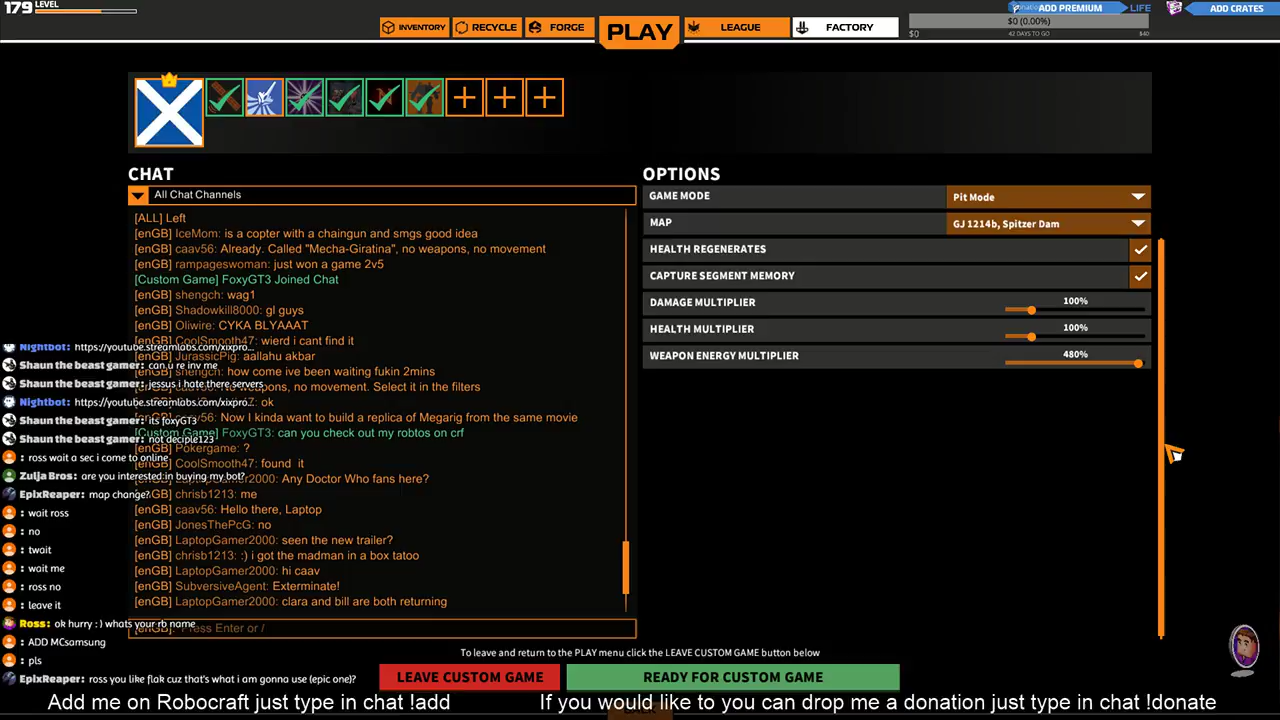 179 LEVEL
INVENTORY
RECYCLE
FORGE
PLAY
LEAGUE
FACTORY
ADD PREMIUM
LIFE
ADD CRATES
$0 (0.00%)
$0
42 DAYS TO GO
$40
CHAT
All Chat Channels
[ALL] Left
[enGB] IceMom: is a copter with a chaingun and smgs good idea
[enGB] caav56: Already. Called "Mecha-Giratina", no weapons, no movement
[enGB] rampageswoman: just won a game 2v5
[Custom Game] FoxyGT3 Joined Chat
[enGB] shengch: wag1
[enGB] Shadowkill8000: gl guys
[enGB] Oliwire: CYKA BLYAAAT
[enGB] CoolSmooth47: wierd i cant find it
[enGB] JurassicPig: aallahu akbar
[enGB] shengch: how come ive been waiting fukin 2mins
No weapons, no movement. Select it in the filters
ok
caav56: Now I kinda want to build a replica of Megarig from the same movie
[Custom Game] FoxyGT3: can you check out my robtos on crf
[enGB] Pokergame: ?
[enGB] CoolSmooth47: found it
LaptopGamer2000: Any Doctor Who fans here?
[enGB] chrisb1213: me
[enGB] caav56: Hello there, Laptop
[enGB] JonesThePcG: no
[enGB] LaptopGamer2000: seen the new trailer?
[enGB] chrisb1213: :) i got the madman in a box tatoo
[enGB] LaptopGamer2000: hi caav
[enGB] SubversiveAgent: Exterminate!
[enGB] LaptopGamer2000: clara and bill are both returning
[enGB]: Press Enter or /
Nightbot: https://youtube.streamlabs.com/xixpro...
Shaun the beast gamer: can u re inv me
Shaun the beast gamer: jessus i hate there servers
Nightbot: https://youtube.streamlabs.com/xixpro...
Shaun the beast gamer: its foxyGT3
Shaun the beast gamer: not deciple123
: ross wait a sec i come to online
Zulja Bros: are you interested in buying my bot?
EpixReaper: map change?
: wait ross
: no
: twait
: wait me
: ross no
: leave it
Ross: ok hurry : ) whats your rb name
: ADD MCsamsung
: pls
EpixReaper: ross you like flak cuz that's what i am gonna use (epic one)?
OPTIONS
GAME MODE
Pit Mode
MAP
GJ 1214b, Spitzer Dam
HEALTH REGENERATES
CAPTURE SEGMENT MEMORY
DAMAGE MULTIPLIER
100%
HEALTH MULTIPLIER
100%
WEAPON ENERGY MULTIPLIER
480%
To leave and return to the PLAY menu click the LEAVE CUSTOM GAME button below
LEAVE CUSTOM GAME
READY FOR CUSTOM GAME
Add me on Robocraft just type in chat !add
If you would like to you can drop me a donation just type in chat !donate